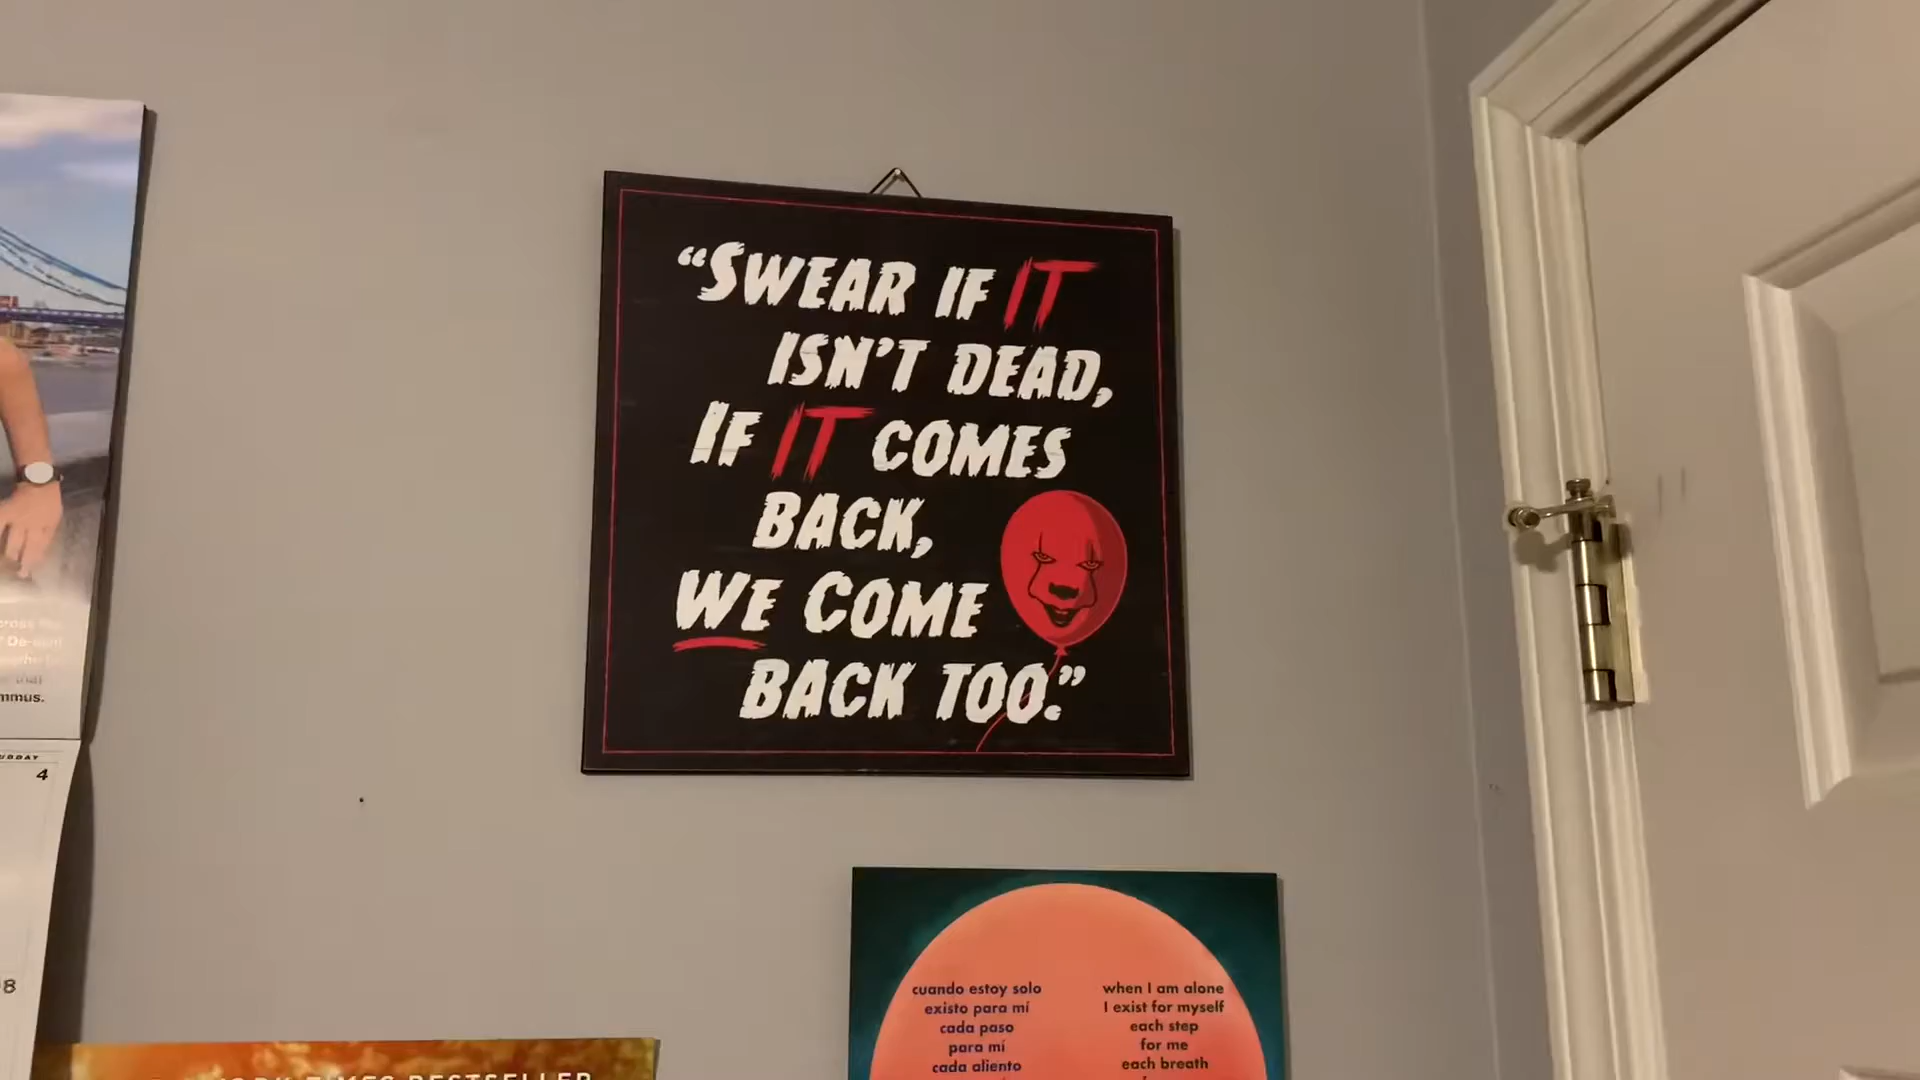 “SWEAR IF IT
ISN'T DEAD,
IF IT COMES
BACK,
WE COME
BACK TOO.”
mmus.
4
cuando estoy solo
existo para mí
cada paso
para mí
cada aliento
when I am alone
I exist for myself
each step
for me
each breath
TIMES BESTSELLER